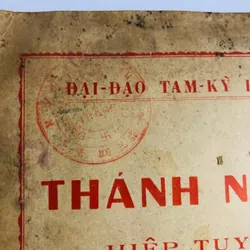 ĐẠI-ĐẠO TAM-KỲ
THÁNH N
HIỆP TUY